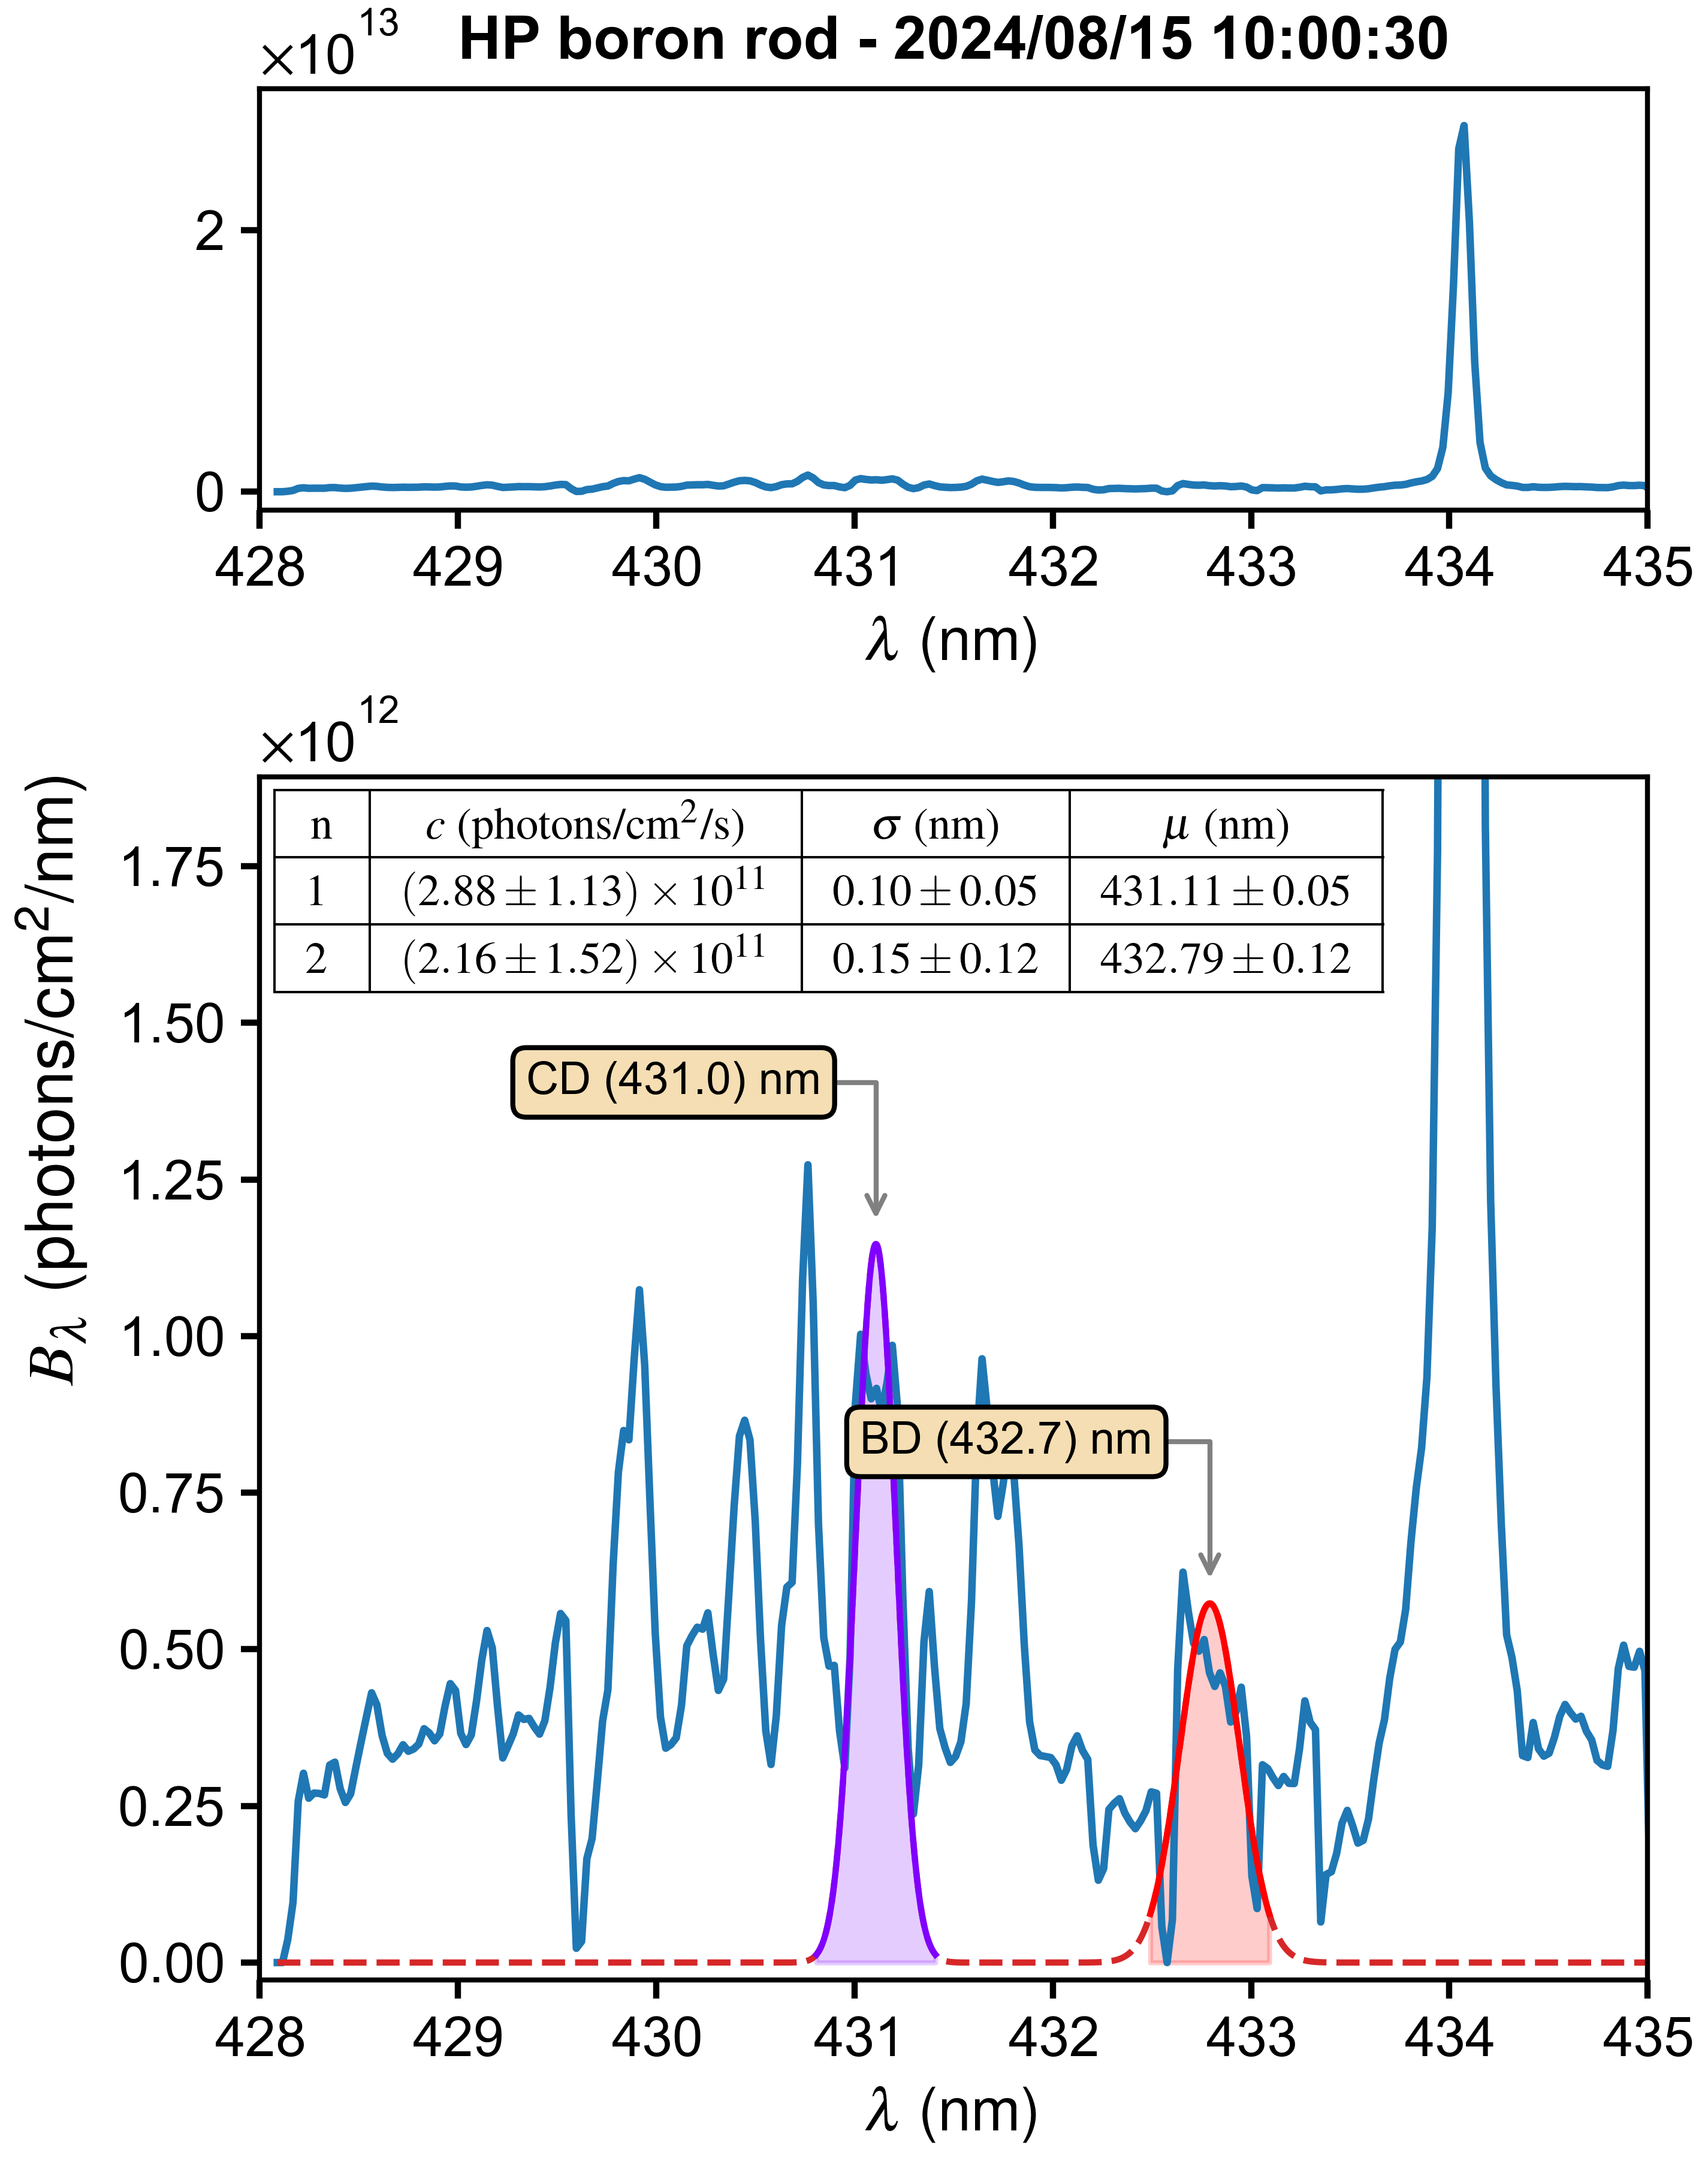 ×10^13 HP boron rod - 2024/08/15 10:00:30
2
0
428 429 430 431 432 433 434 435
λ (nm)
×10^12
B_λ (photons/cm²/nm)
n c (photons/cm²/s) σ (nm) μ (nm)
1 (2.88 ± 1.13) × 10^11 0.10 ± 0.05 431.11 ± 0.05
2 (2.16 ± 1.52) × 10^11 0.15 ± 0.12 432.79 ± 0.12
1.75
1.50
CD (431.0) nm
1.25
1.00
BD (432.7) nm
0.75
0.50
0.25
0.00
428 429 430 431 432 433 434 435
λ (nm)